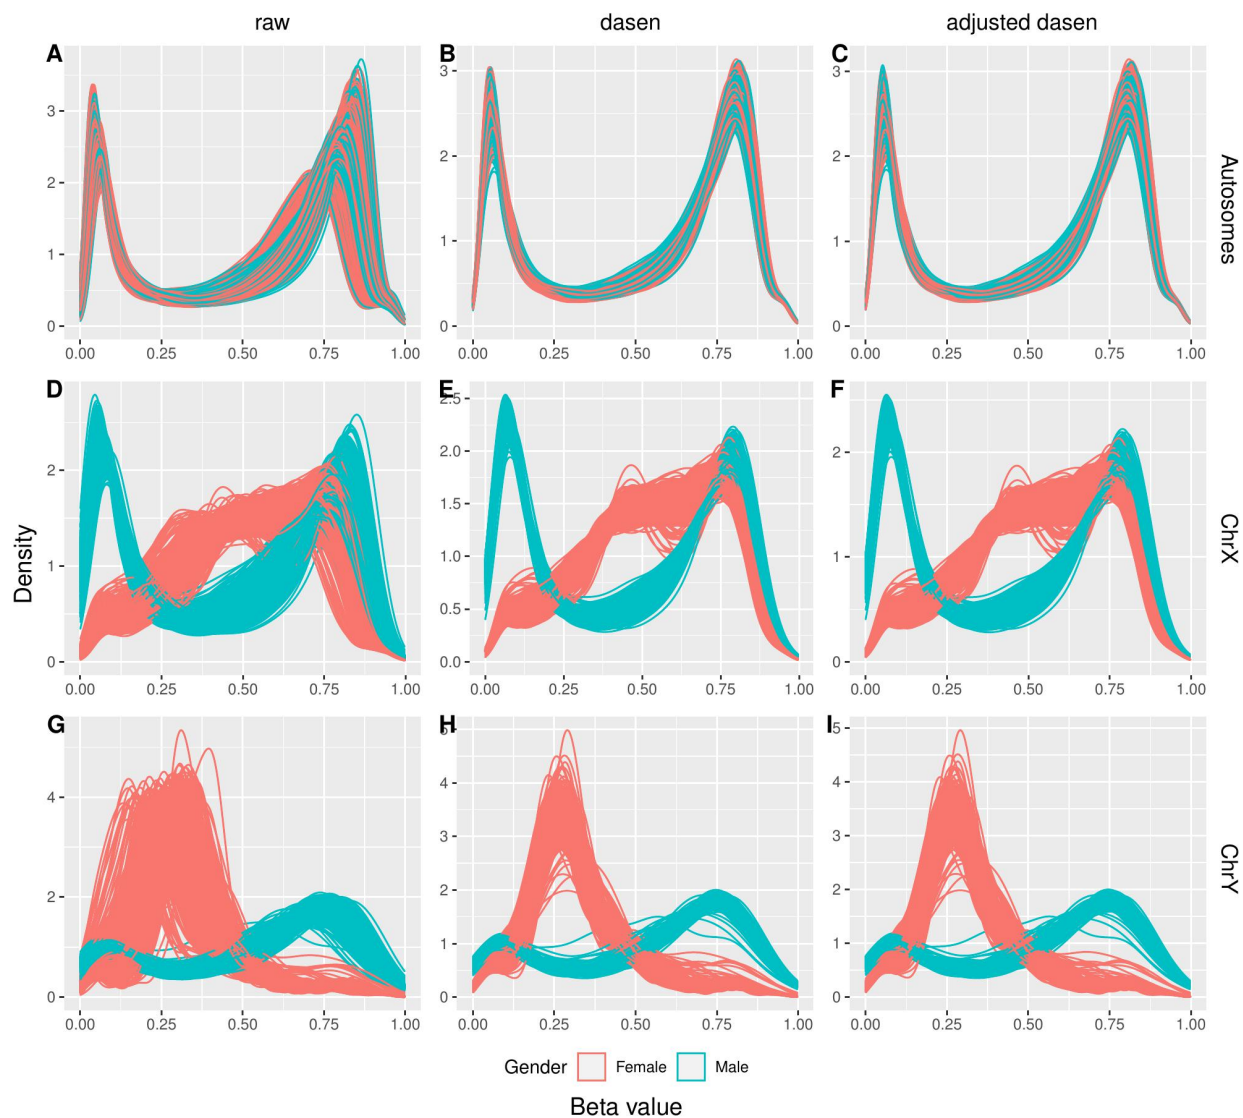 raw dasen adjusted dasen
A B C
3 2 1 0
3 2 1 0
3 2 1 0
Autosomes
0.00 0.25 0.50 0.75 1.00 0.00 0.25 0.50 0.75 1.00 0.00 0.25 0.50 0.75 1.00
D E F
2 1 0
2.5 2.0 1.5 1.0 0.5 0.0
2 1 0
ChrX
Density
0.00 0.25 0.50 0.75 1.00 0.00 0.25 0.50 0.75 1.00 0.00 0.25 0.50 0.75 1.00
G H I
4 2 0
5 4 3 2 1 0
5 4 3 2 1 0
ChrY
0.00 0.25 0.50 0.75 1.00 0.00 0.25 0.50 0.75 1.00 0.00 0.25 0.50 0.75 1.00
Gender Female Male
Beta value